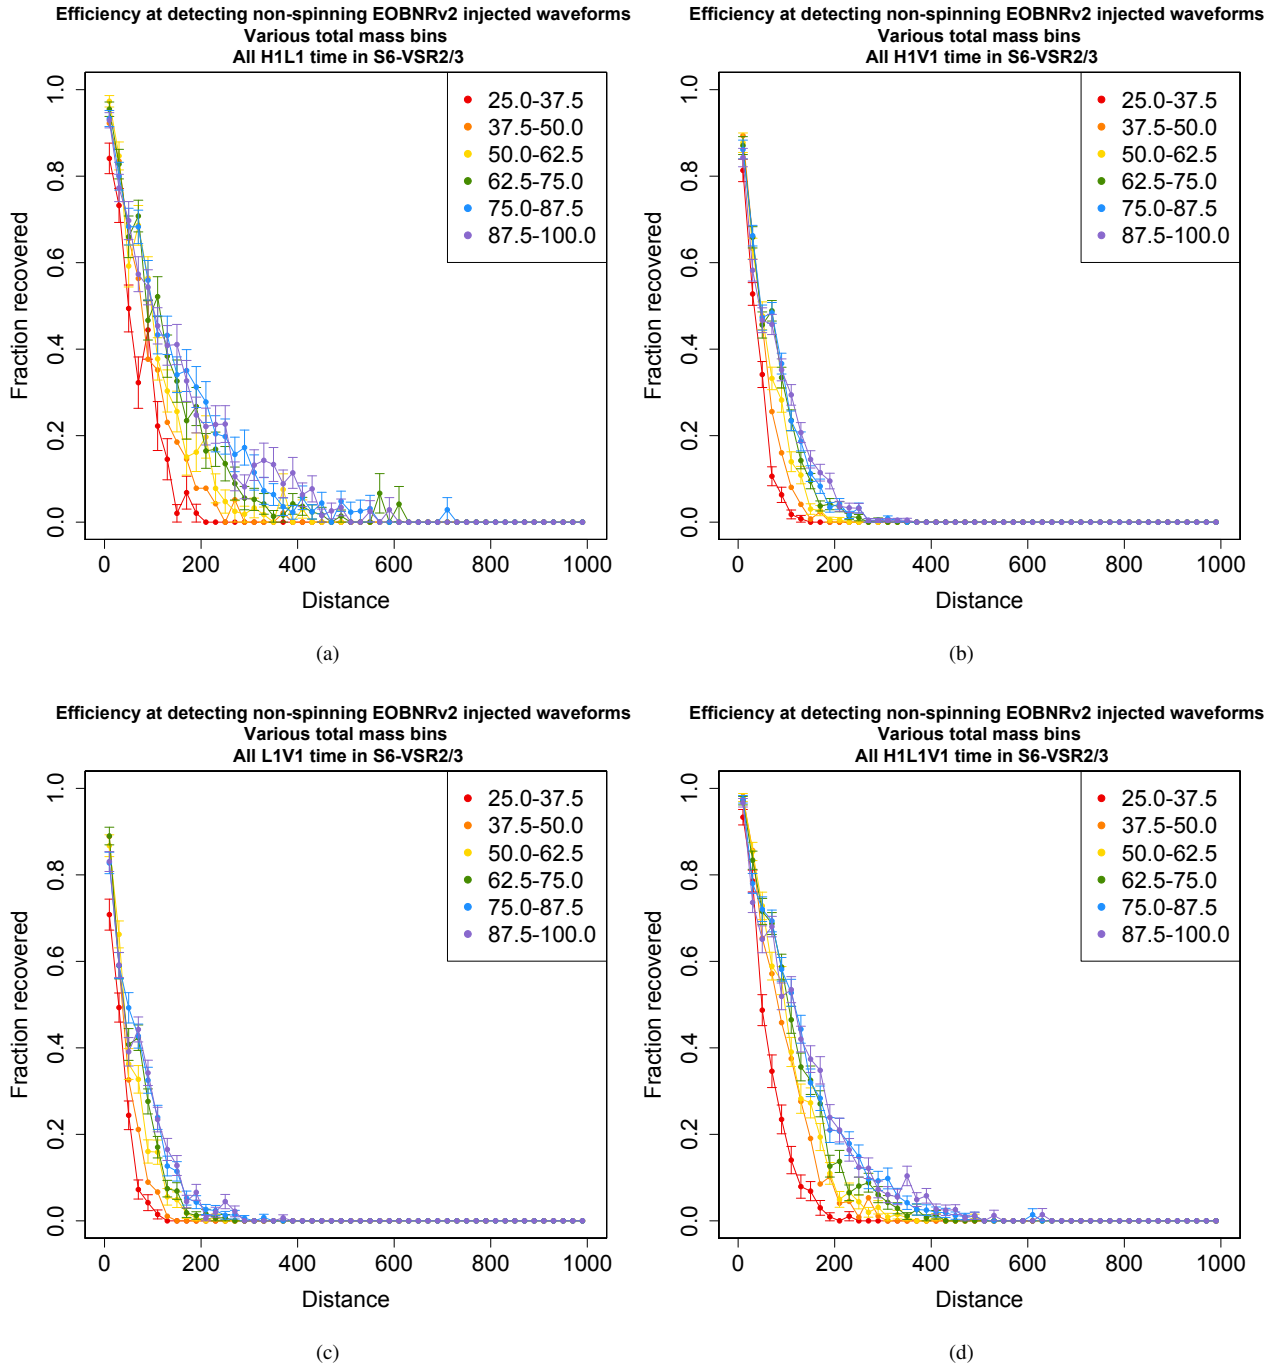 Efficiency at detecting non-spinning EOBNRv2 injected waveforms
Various total mass bins
All H1L1 time in S6-VSR2/3
Fraction recovered
1.0
0.8
0.6
0.4
0.2
0.0
25.0-37.5
37.5-50.0
50.0-62.5
62.5-75.0
75.0-87.5
87.5-100.0
0 200 400 600 800 1000
Distance
(a)
Efficiency at detecting non-spinning EOBNRv2 injected waveforms
Various total mass bins
All H1V1 time in S6-VSR2/3
Fraction recovered
1.0
0.8
0.6
0.4
0.2
0.0
25.0-37.5
37.5-50.0
50.0-62.5
62.5-75.0
75.0-87.5
87.5-100.0
0 200 400 600 800 1000
Distance
(b)
Efficiency at detecting non-spinning EOBNRv2 injected waveforms
Various total mass bins
All L1V1 time in S6-VSR2/3
Fraction recovered
1.0
0.8
0.6
0.4
0.2
0.0
25.0-37.5
37.5-50.0
50.0-62.5
62.5-75.0
75.0-87.5
87.5-100.0
0 200 400 600 800 1000
Distance
(c)
Efficiency at detecting non-spinning EOBNRv2 injected waveforms
Various total mass bins
All H1L1V1 time in S6-VSR2/3
Fraction recovered
1.0
0.8
0.6
0.4
0.2
0.0
25.0-37.5
37.5-50.0
50.0-62.5
62.5-75.0
75.0-87.5
87.5-100.0
0 200 400 600 800 1000
Distance
(d)